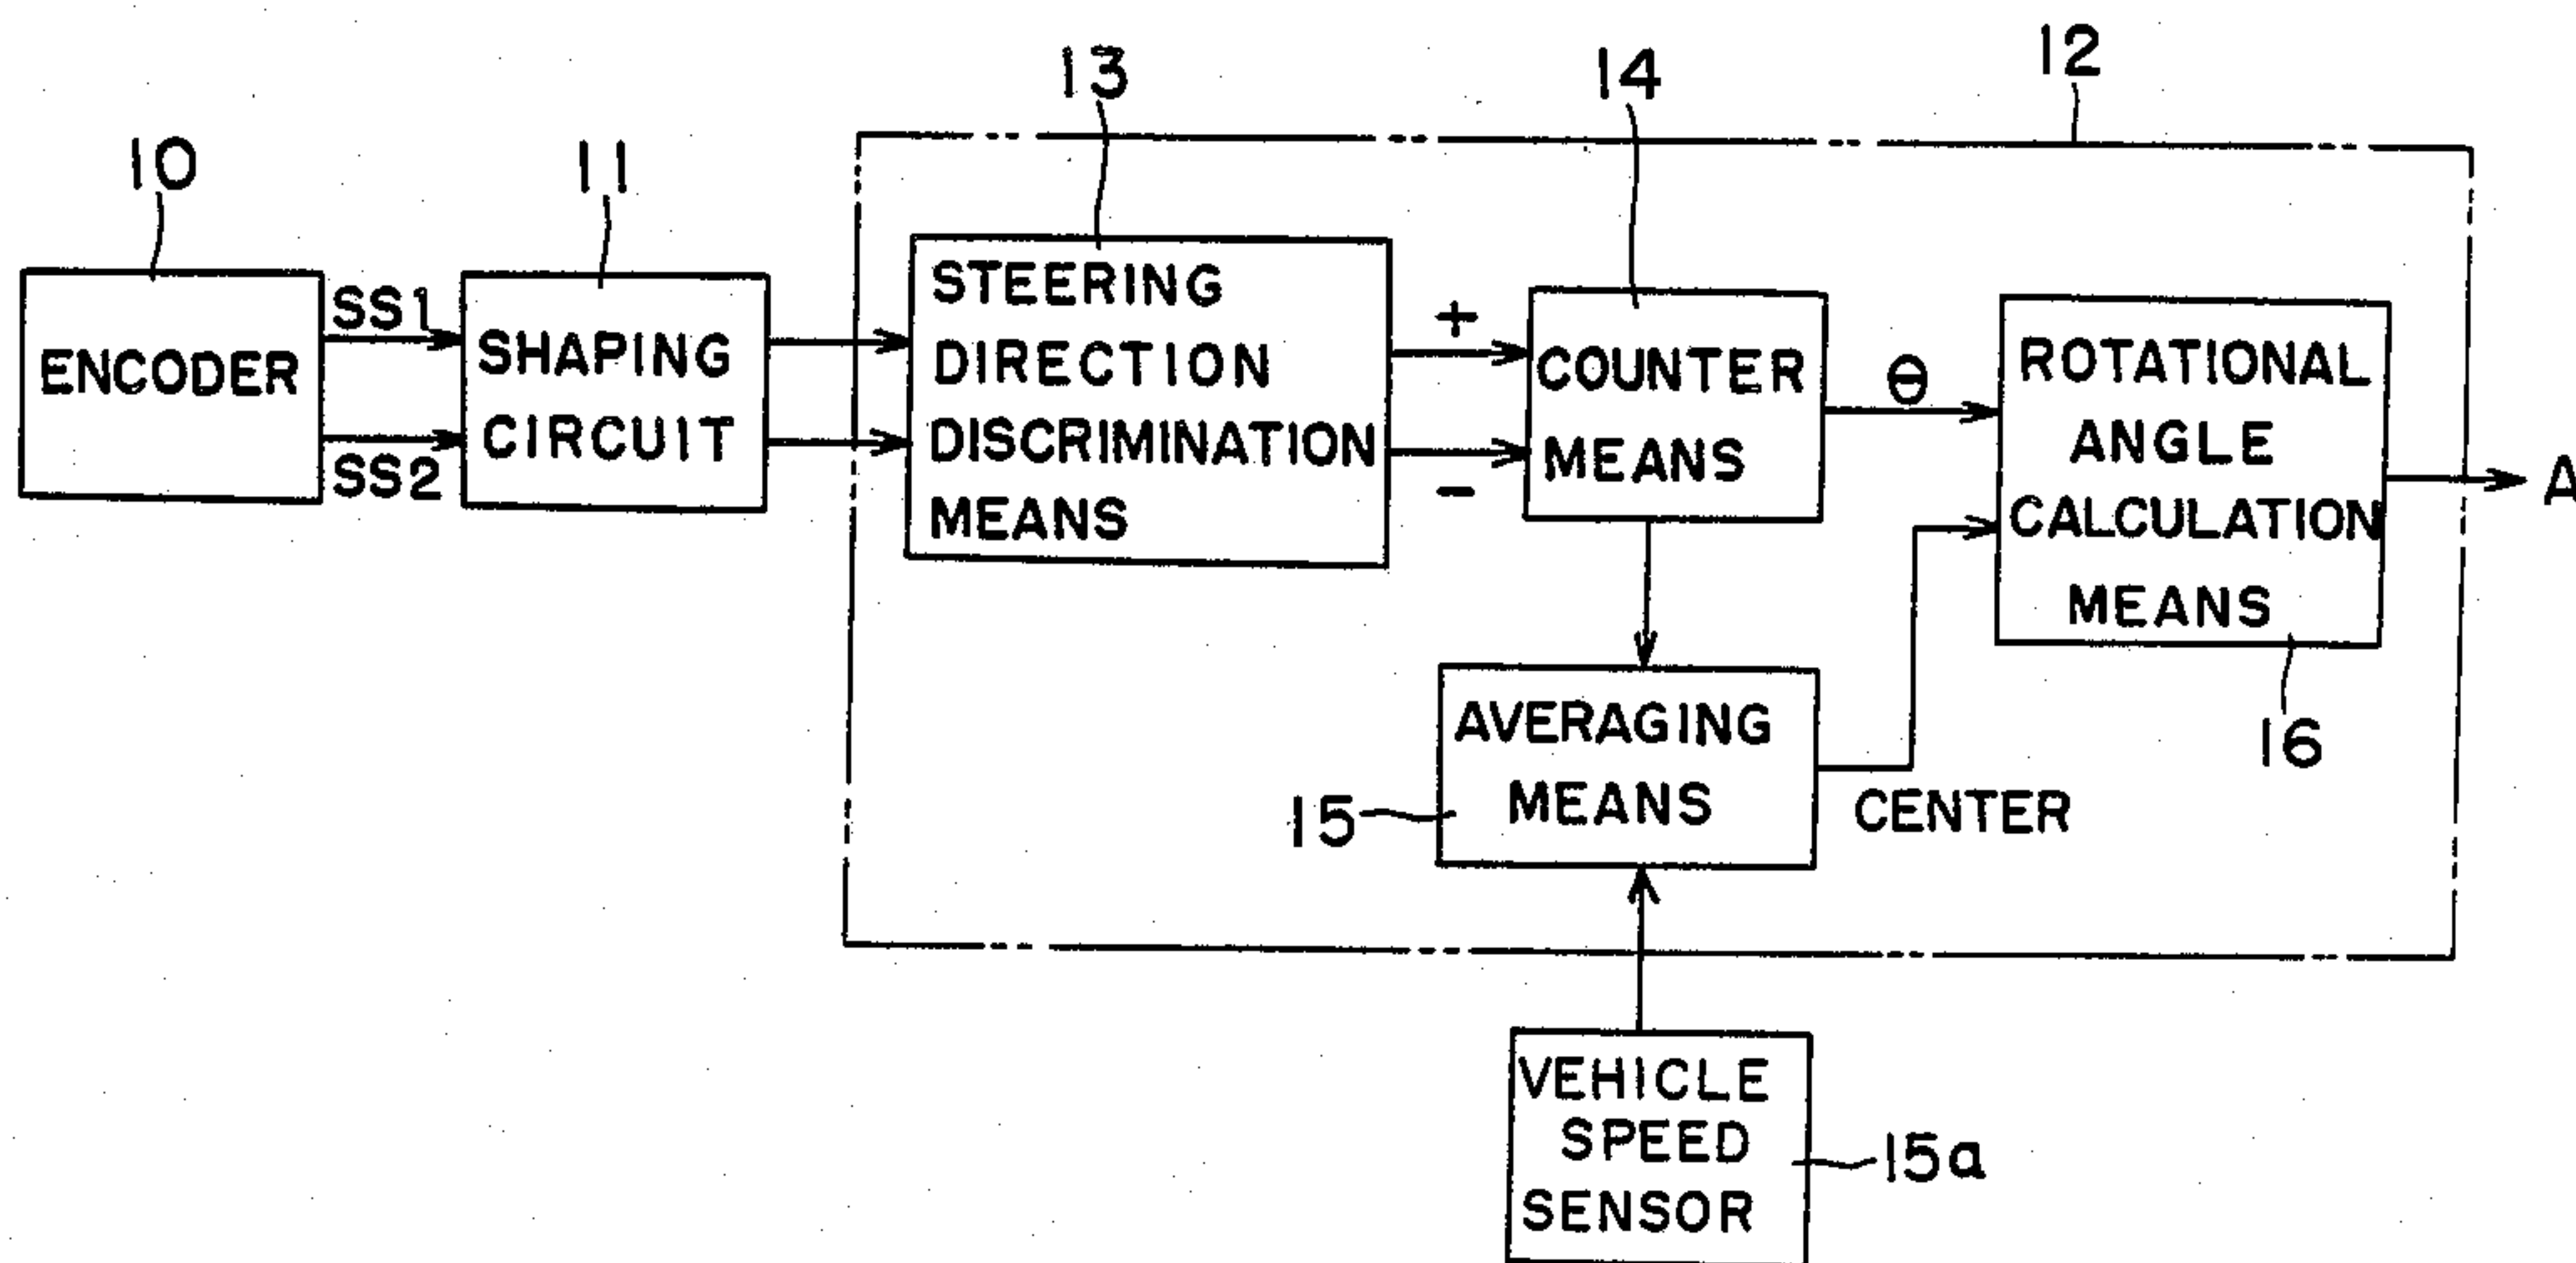 12
13
14
10
11
STEERING
DIRECTION
DISCRIMINATION
MEANS
ENCODER
SS1
SS2
SHAPING
CIRCUIT
+
-
COUNTER
MEANS
θ
ROTATIONAL
ANGLE
CALCULATION
MEANS
A
16
AVERAGING
MEANS
15
CENTER
VEHICLE
SPEED
SENSOR
15a